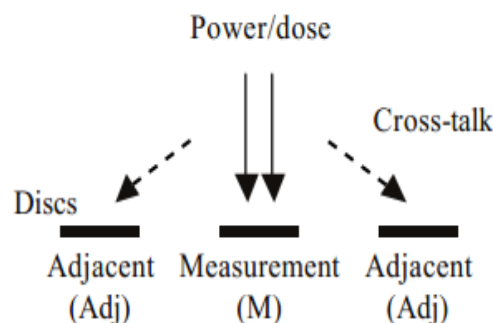 Power/dose
Cross-talk
Discs
Adjacent Measurement Adjacent
(Adj) (M) (Adj)